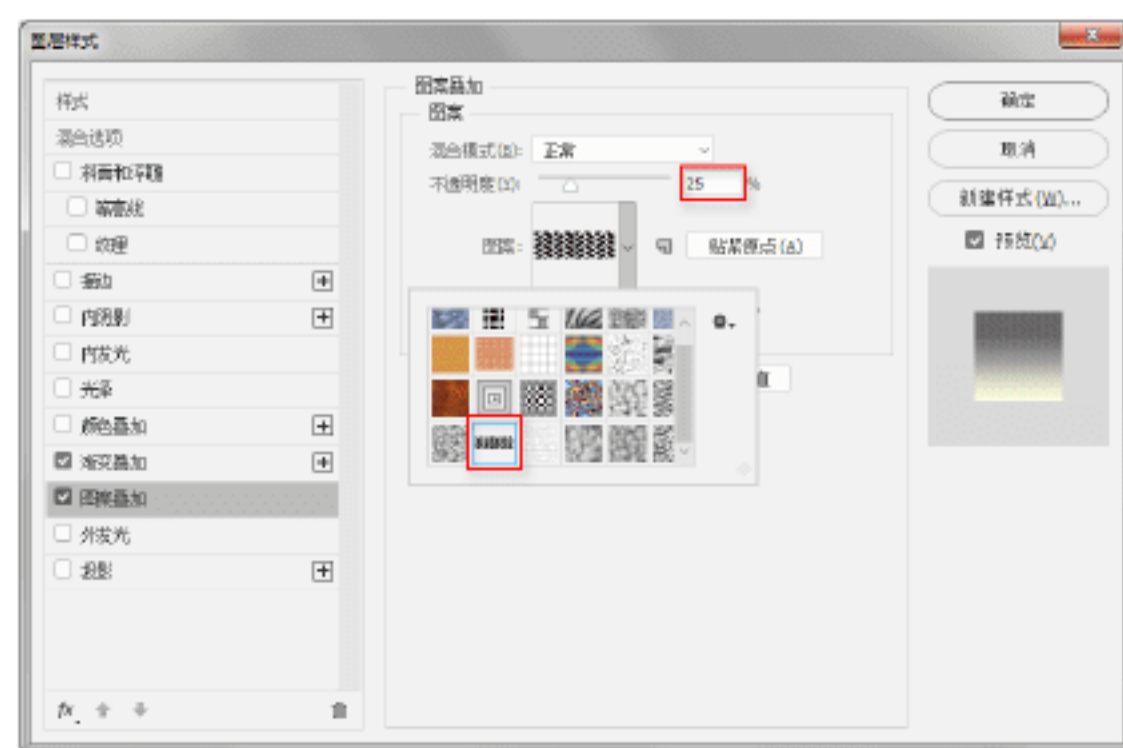 图层样式
样式
混合选项
斜面和浮雕
等高线
纹理
描边
内阴影
内发光
光泽
颜色叠加
渐变叠加
图案叠加
外发光
投影
fx
图案叠加
图案
混合模式(B): 正常
不透明度(Y): 25 %
图案: 贴紧原点(A)
确定
取消
新建样式(W)...
预览(V)